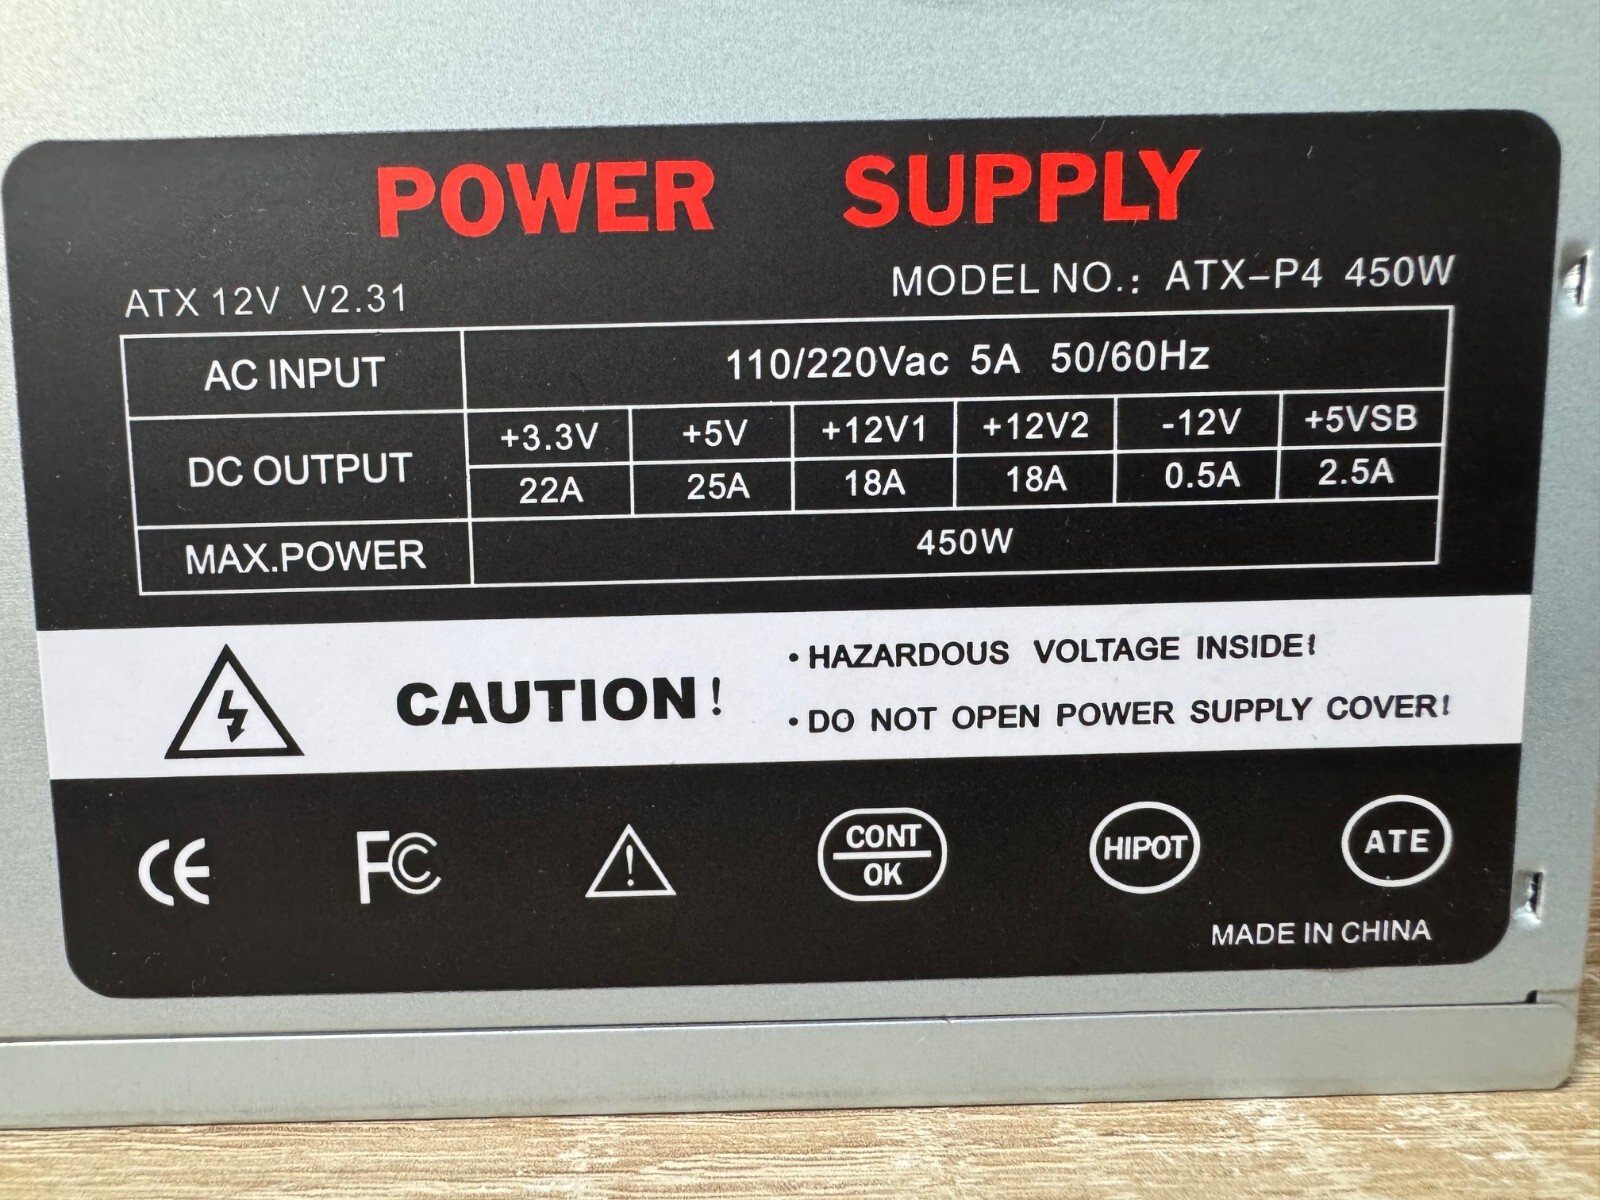 POWER SUPPLY
ATX 12V V2.31
MODEL NO.: ATX-P4 450W
AC INPUT 110/220Vac 5A 50/60Hz
DC OUTPUT
+3.3V +5V +12V1 +12V2 -12V +5VSB
22A 25A 18A 18A 0.5A 2.5A
MAX.POWER 450W
CAUTION!
• HAZARDOUS VOLTAGE INSIDE!
• DO NOT OPEN POWER SUPPLY COVER!
CE FC ! CONT HIPOT ATE
OK
MADE IN CHINA